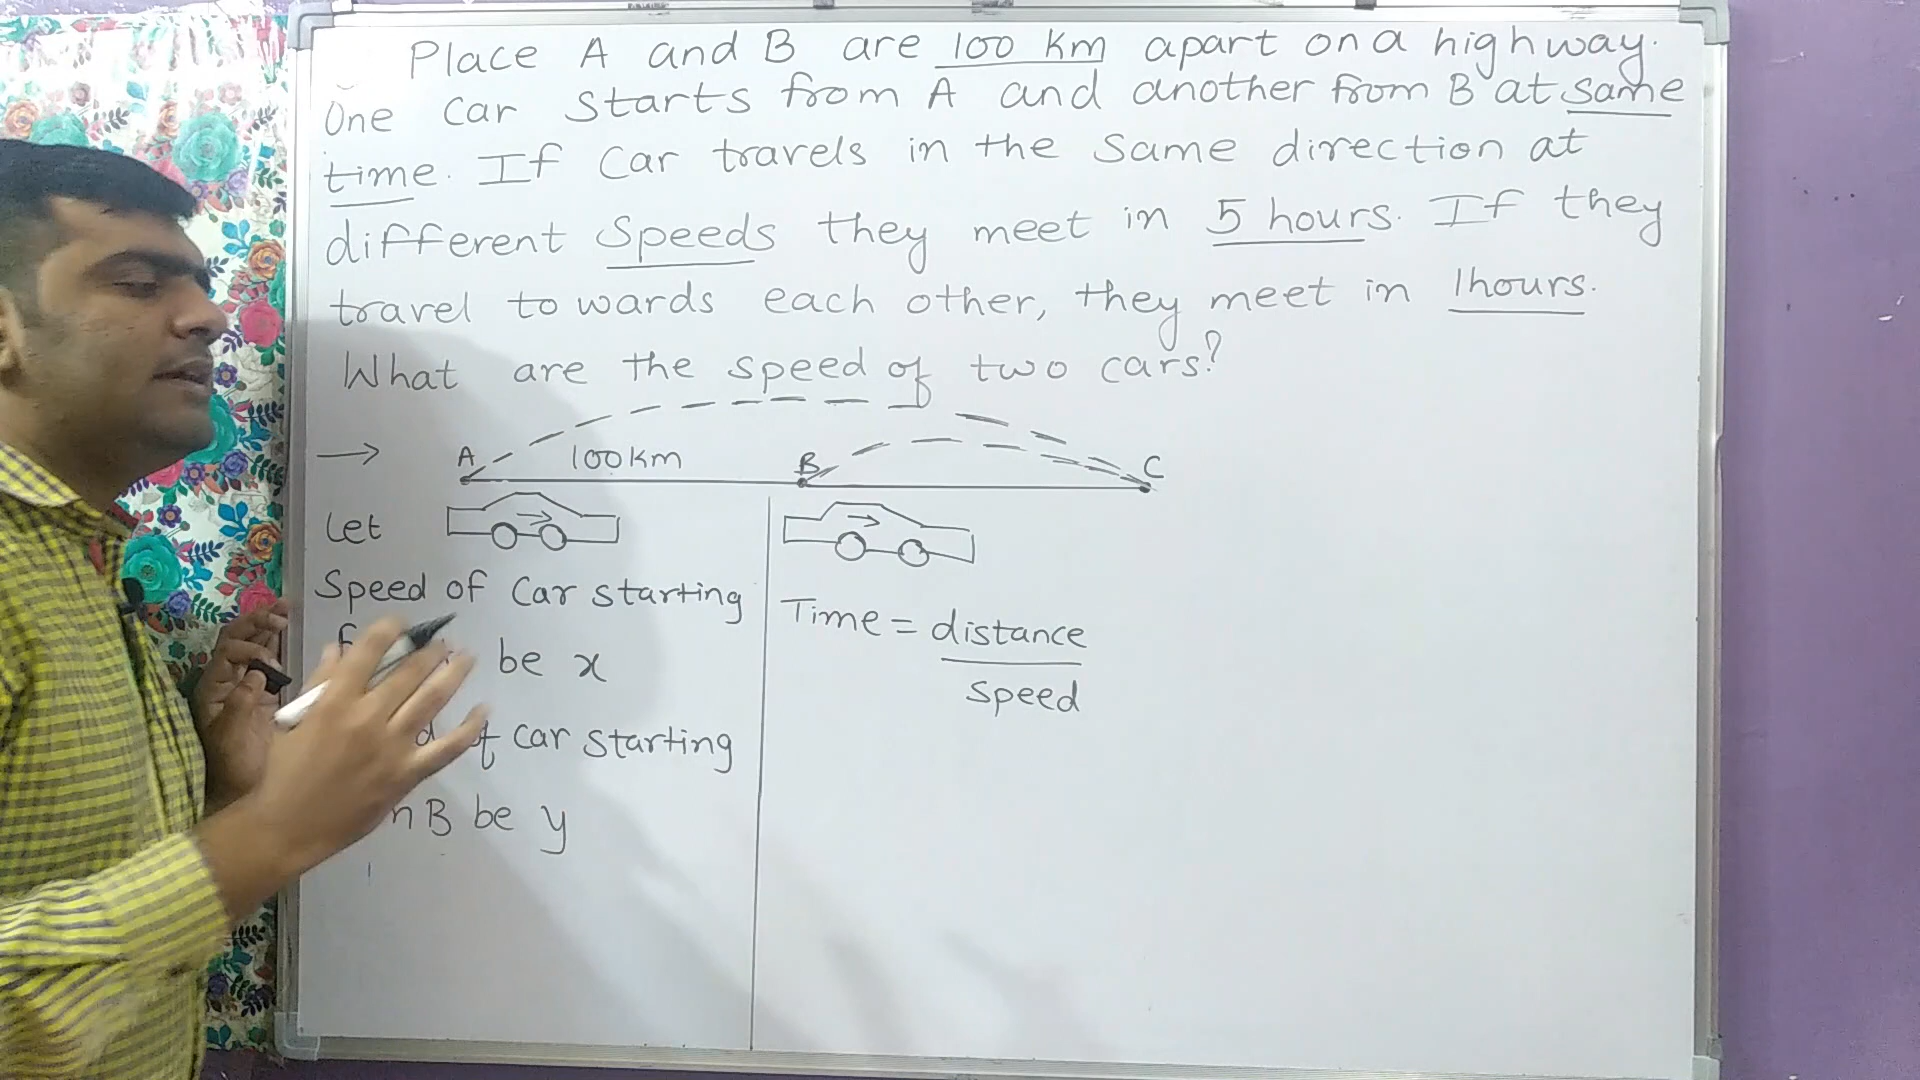 Place A and B are 100 Km apart on a highway.
One car starts from A and another from B at same
time. If Car travels in the same direction at
different speeds they meet in 5 hours. If they
travel towards each other, they meet in 1hours.
What are the speed of two cars?
A 100km B C
Let
Speed of Car starting
be x
of car starting
B be y
Time = distance
speed